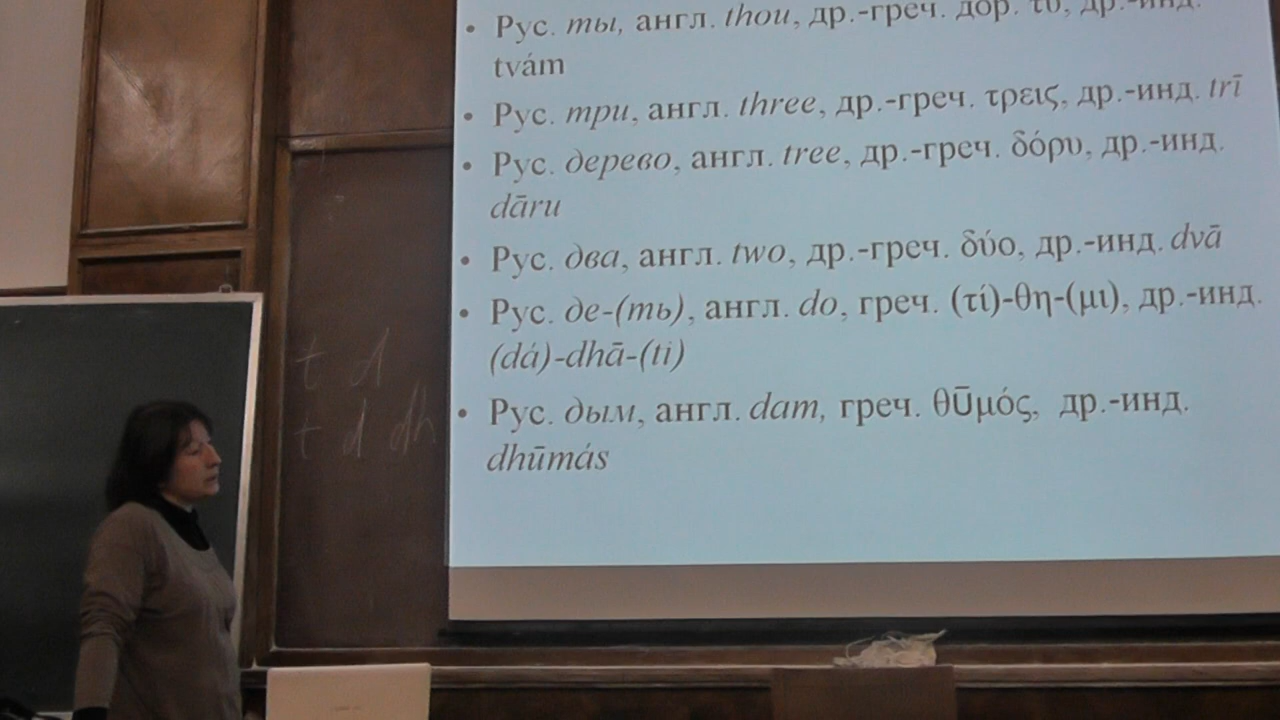 • Рус. ты, англ. thou, др.-греч. дор. τύ, др.-инд.
tvám
• Рус. три, англ. three, др.-греч. τρεις, др.-инд. trī
• Рус. дерево, англ. tree, др.-греч. δόρυ, др.-инд.
dāru
• Рус. два, англ. two, др.-греч. δύο, др.-инд. dvā
• Рус. де-(ть), англ. do, греч. (τί)-θη-(μι), др.-инд.
(dá)-dhā-(ti)
• Рус. дым, англ. dam, греч. θῡμός, др.-инд.
dhūmás
t d
t d dh